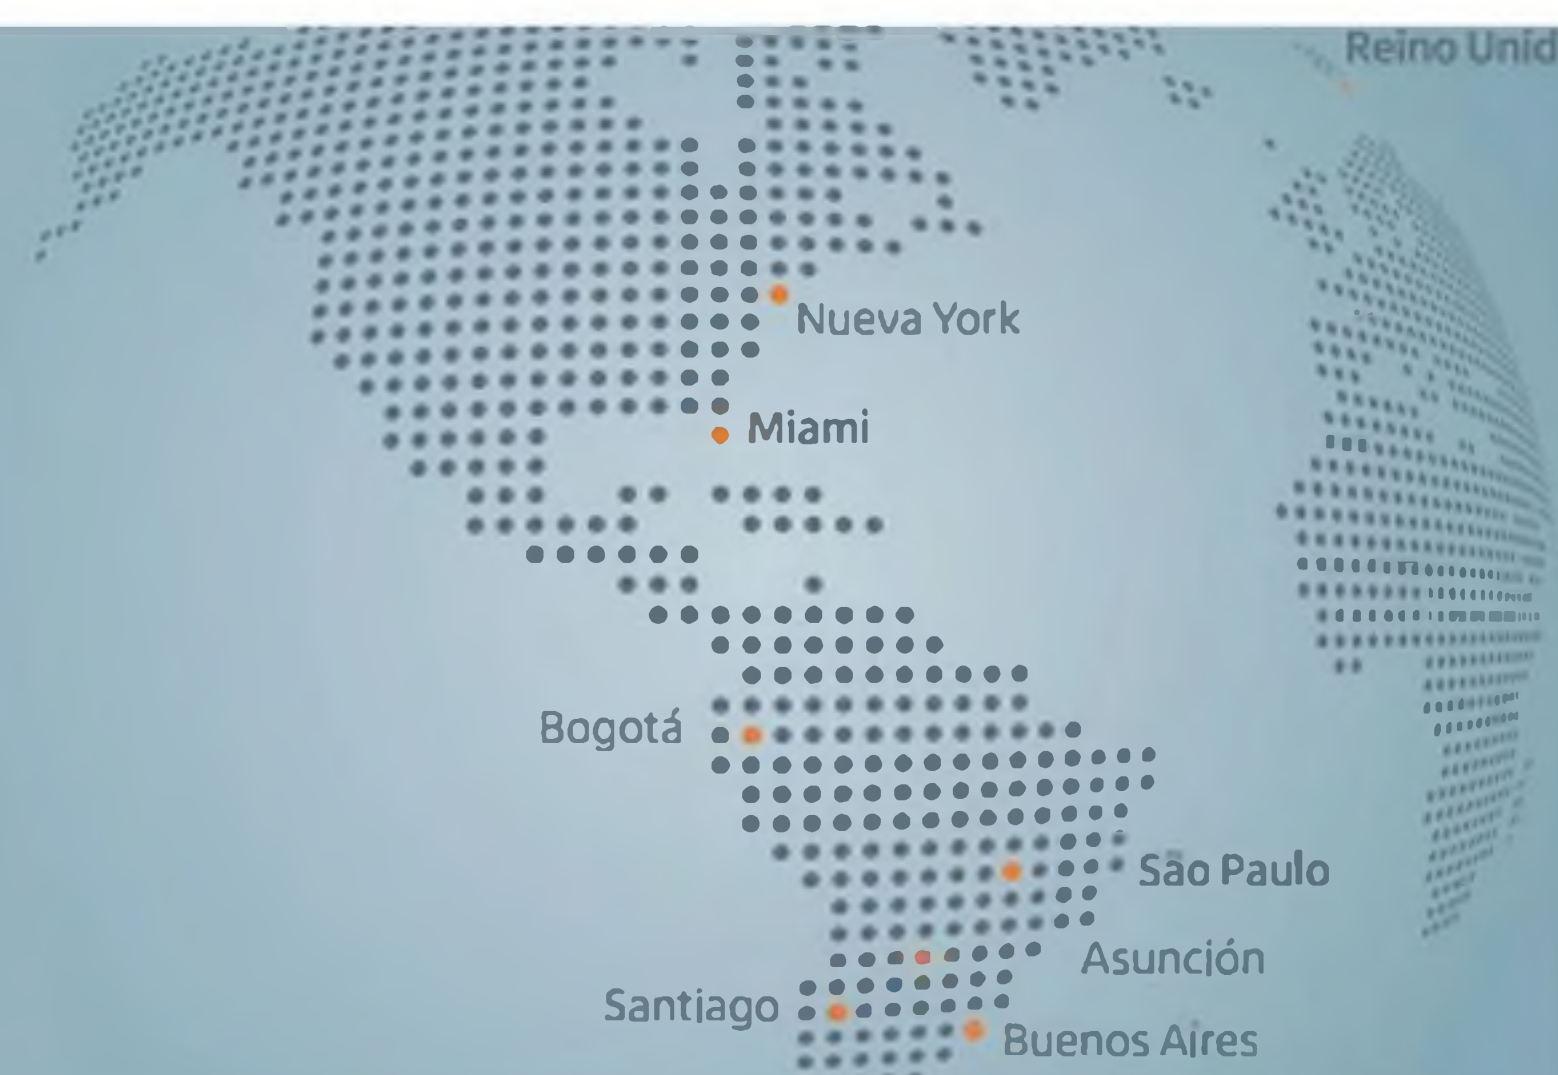 Reino Unid
Nueva York
Miami
Bogotá
São Paulo
Asunción
Santiago
Buenos Aires